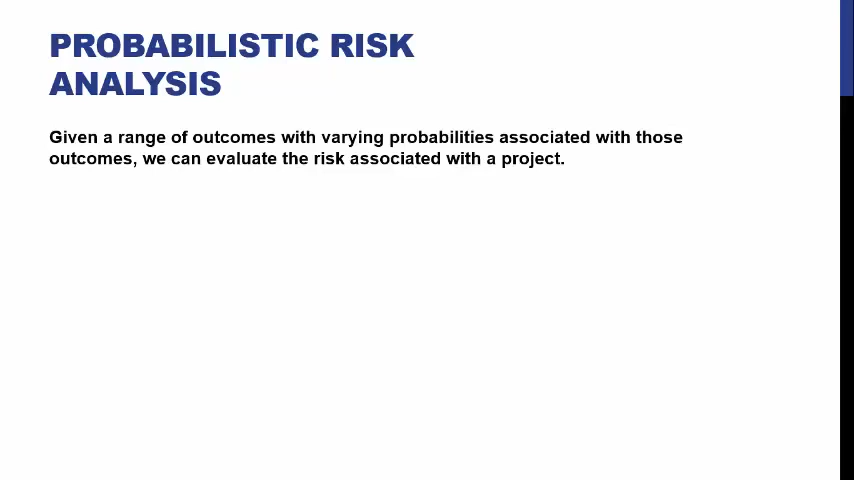 PROBABILISTIC RISK
ANALYSIS
Given a range of outcomes with varying probabilities associated with those
outcomes, we can evaluate the risk associated with a project.